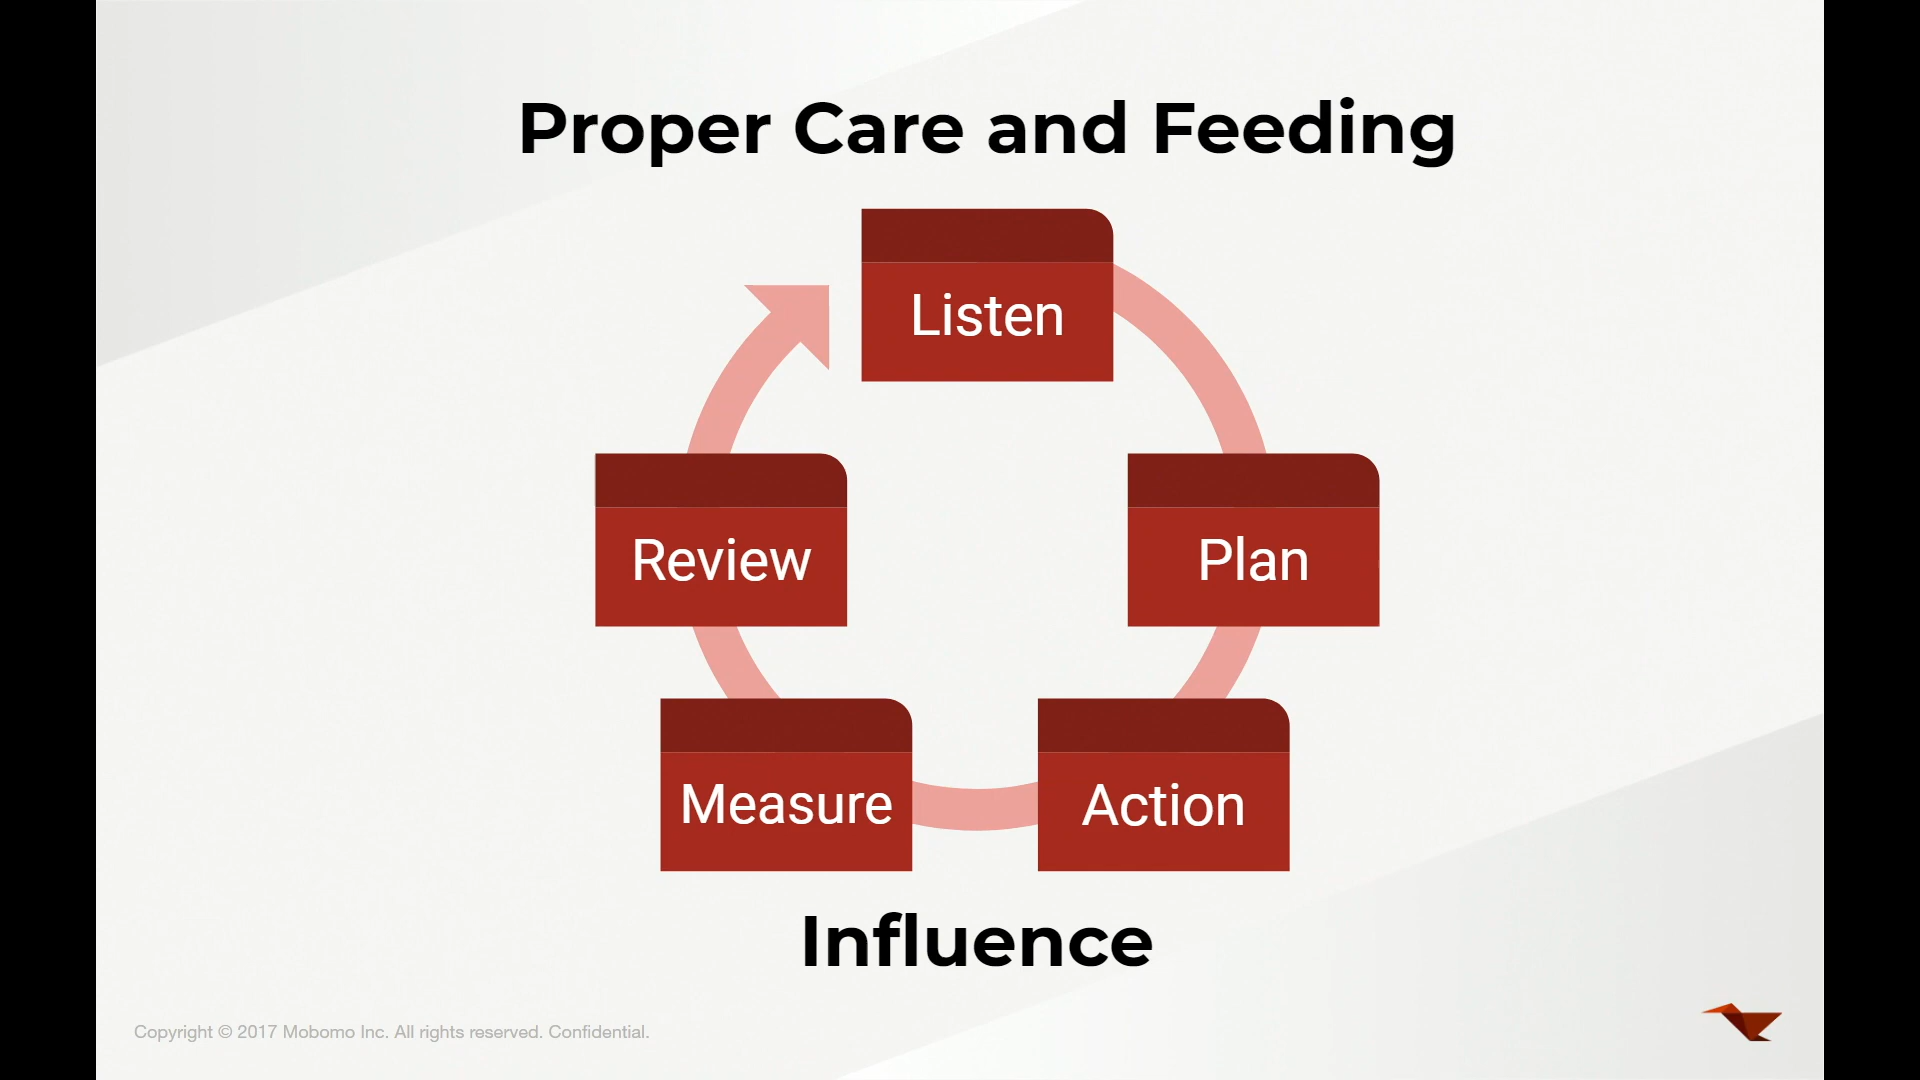 Proper Care and Feeding
Listen
Review
Plan
Measure
Action
Influence
Copyright © 2017 Mobomo Inc. All rights reserved. Confidential.